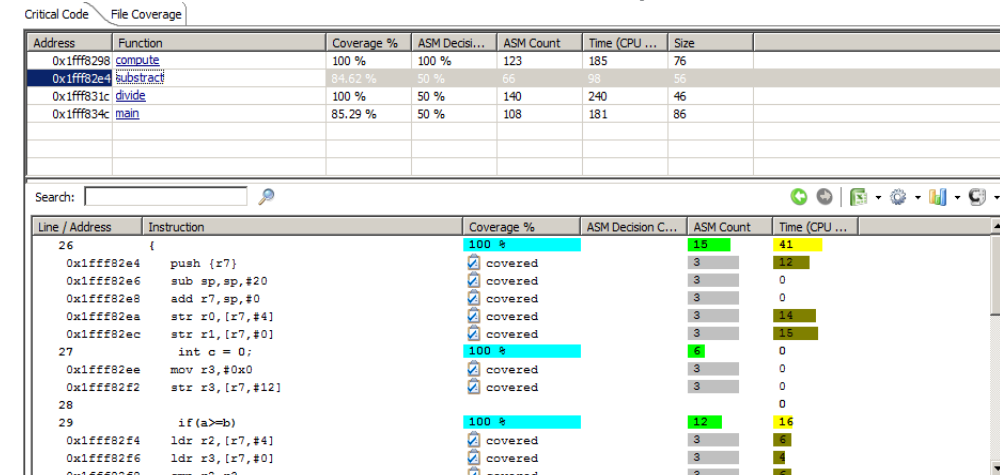 Critical Code File Coverage
Address Function Coverage % ASM Decisi... ASM Count Time (CPU ... Size
0x1fff8298 compute 100 % 100 % 123 185 76
0x1fff82e4 substract 84.62 % 50 % 66 98 56
0x1fff831c divide 100 % 50 % 140 240 46
0x1fff834c main 85.29 % 50 % 108 181 86
Search:
Line / Address Instruction Coverage % ASM Decision C... ASM Count Time (CPU ...
26 { 100 % 15 41
0x1fff82e4 push {r7} covered 3 12
0x1fff82e6 sub sp,sp,#20 covered 3 0
0x1fff82e8 add r7,sp,#0 covered 3 0
0x1fff82ea str r0,[r7,#4] covered 3 14
0x1fff82ec str r1,[r7,#0] covered 3 15
27 int c = 0; 100 % 6 0
0x1fff82ee mov r3,#0x0 covered 3 0
0x1fff82f2 str r3,[r7,#12] covered 3 0
28 0
29 if(a>=b) 100 % 12 16
0x1fff82f4 ldr r2,[r7,#4] covered 3 6
0x1fff82f6 ldr r3,[r7,#0] covered 3 4